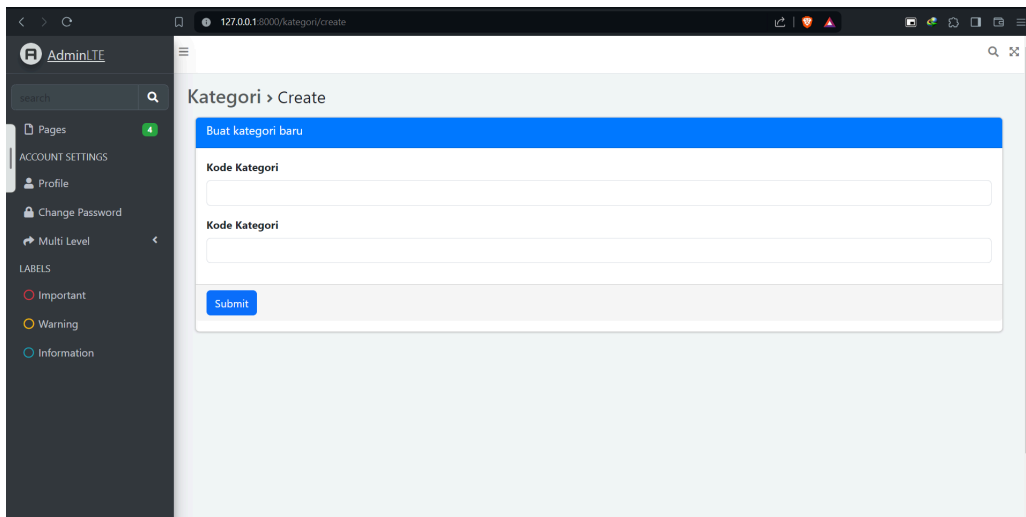 127.0.0.1:8000/kategori/create
AdminLTE
search
Kategori › Create
Pages 4
Buat kategori baru
ACCOUNT SETTINGS
Kode Kategori
Profile
Change Password
Kode Kategori
Multi Level
LABELS
Important
Submit
Warning
Information